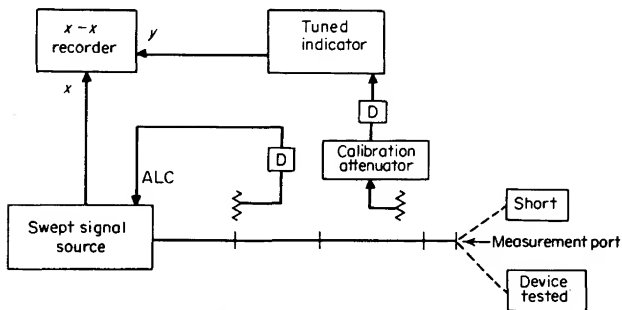 x – x
recorder
y
Tuned
indicator
x
D
D
Calibration
attenuator
ALC
Swept signal
source
Short
Measurement port
Device
tested